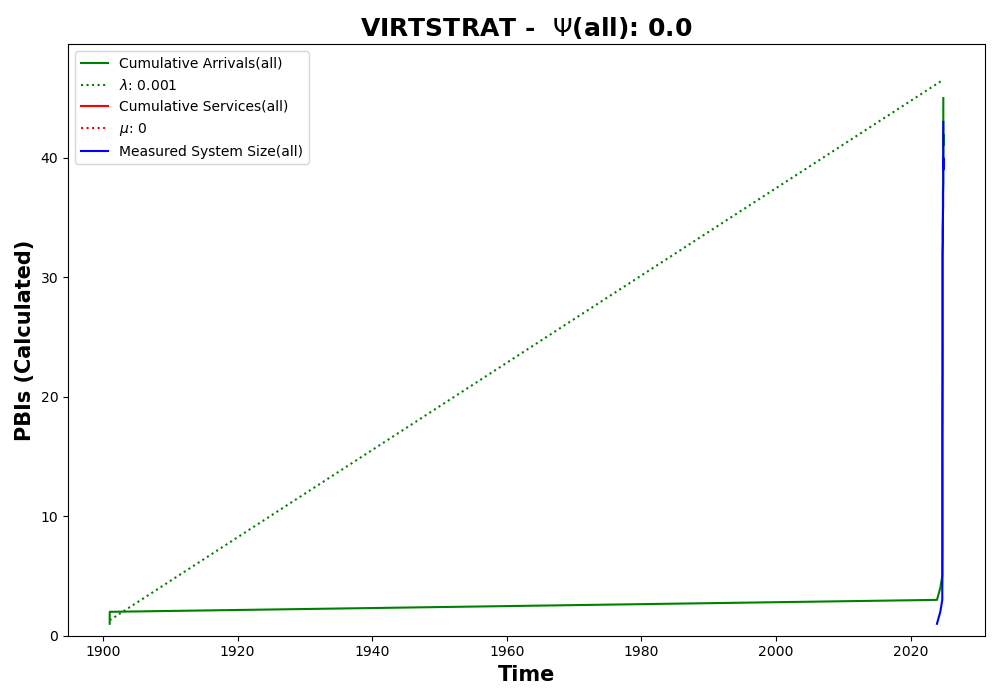 VIRTSTRAT - Ψ(all): 0.0
Cumulative Arrivals(all)
λ: 0.001
Cumulative Services(all)
μ: 0
Measured System Size(all)
PBIs (Calculated)
40
30
20
10
0
1900 1920 1940 1960 1980 2000 2020
Time